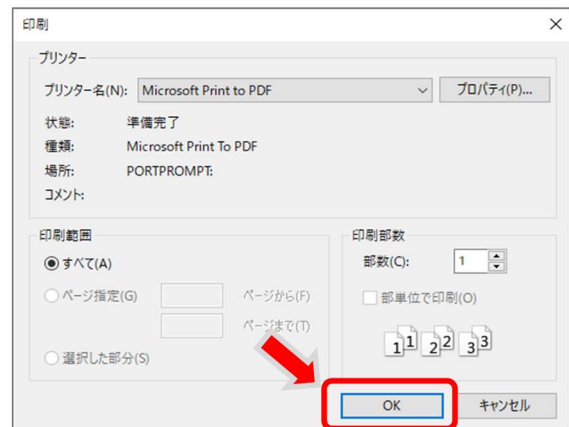 印刷
プリンター
プリンター名(N): Microsoft Print to PDF プロパティ(P)...
状態: 準備完了
種類: Microsoft Print To PDF
場所: PORTPROMPT:
コメント:
印刷範囲
すべて(A)
ページ指定(G) ページから(F)
ページまで(T)
選択した部分(S)
印刷部数
部数(C): 1
部単位で印刷(O)
1 1 2 2 3 3
OK キャンセル